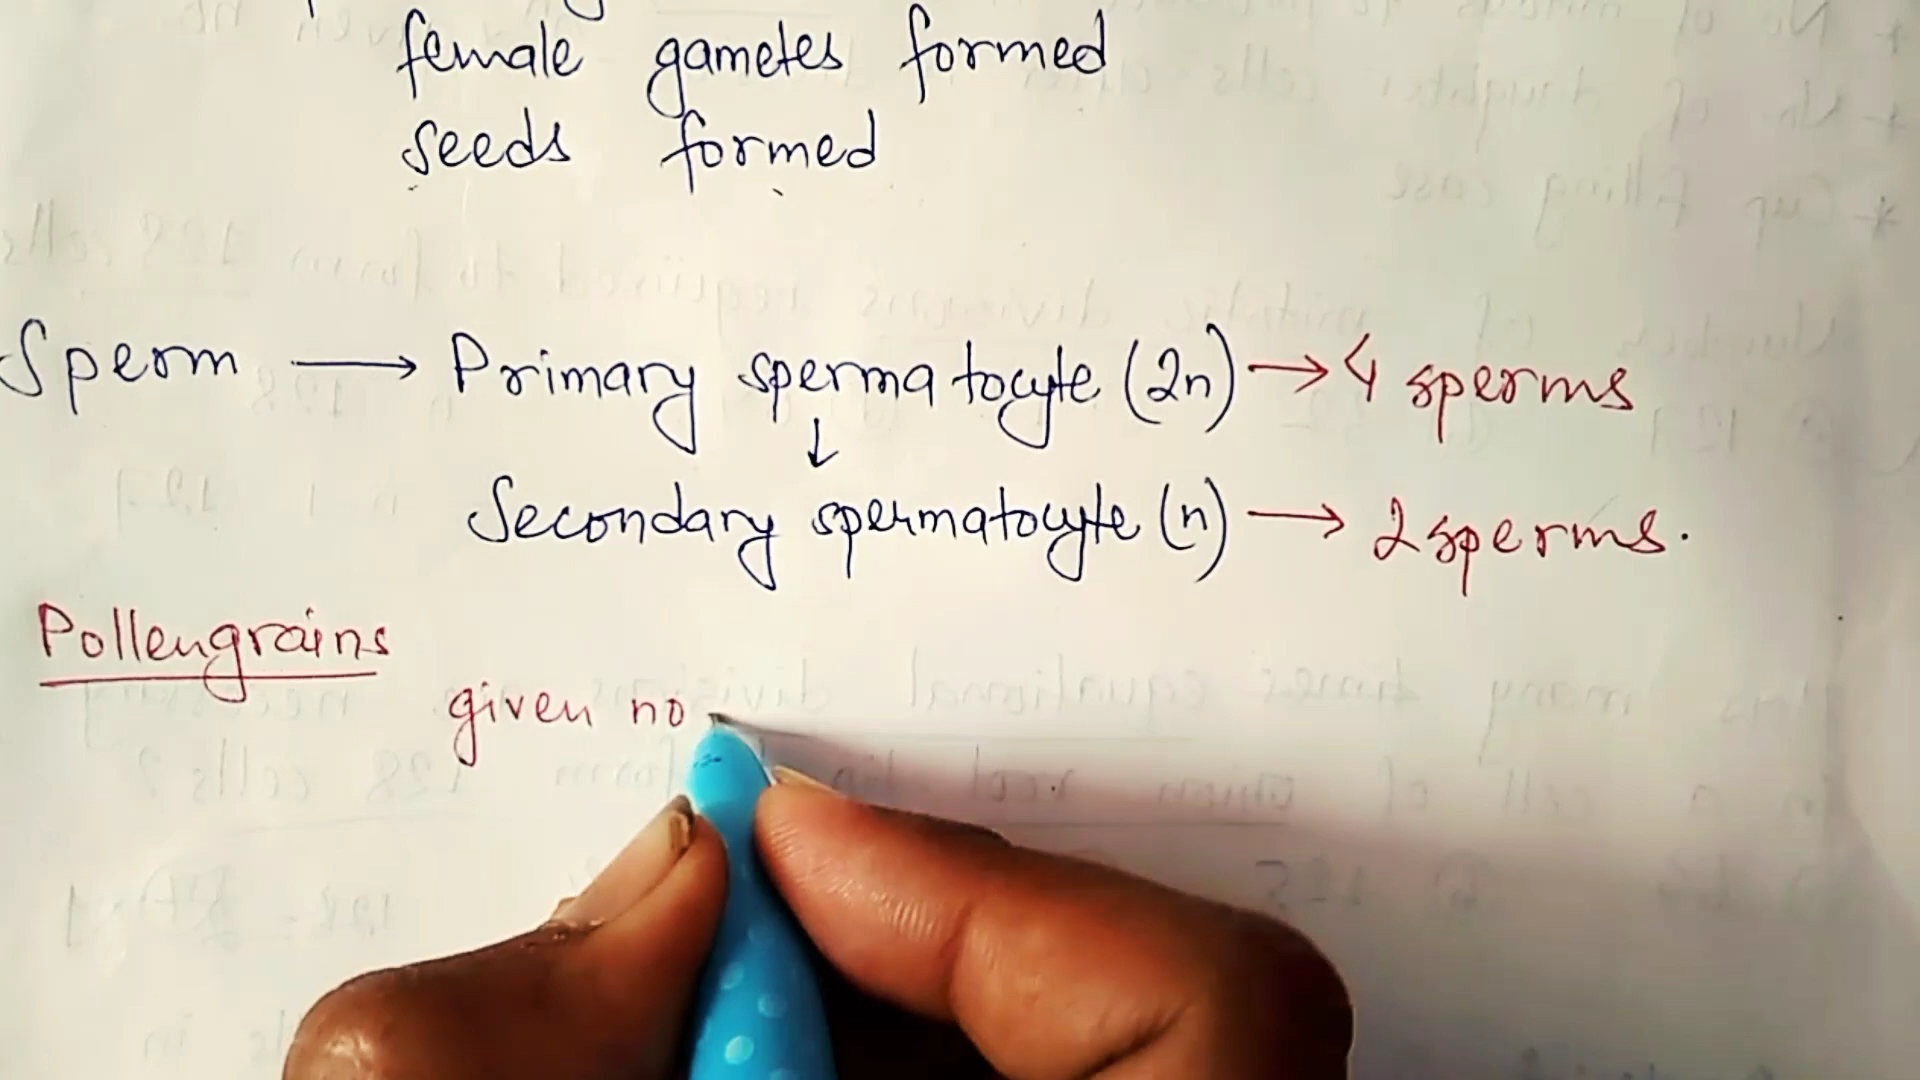 female gametes formed
seeds formed
Sperm → Primary spermatocyte (2n) → 4 sperms
↓
Secondary spermatocyte (n) → 2 sperms.
Pollengrains
given no